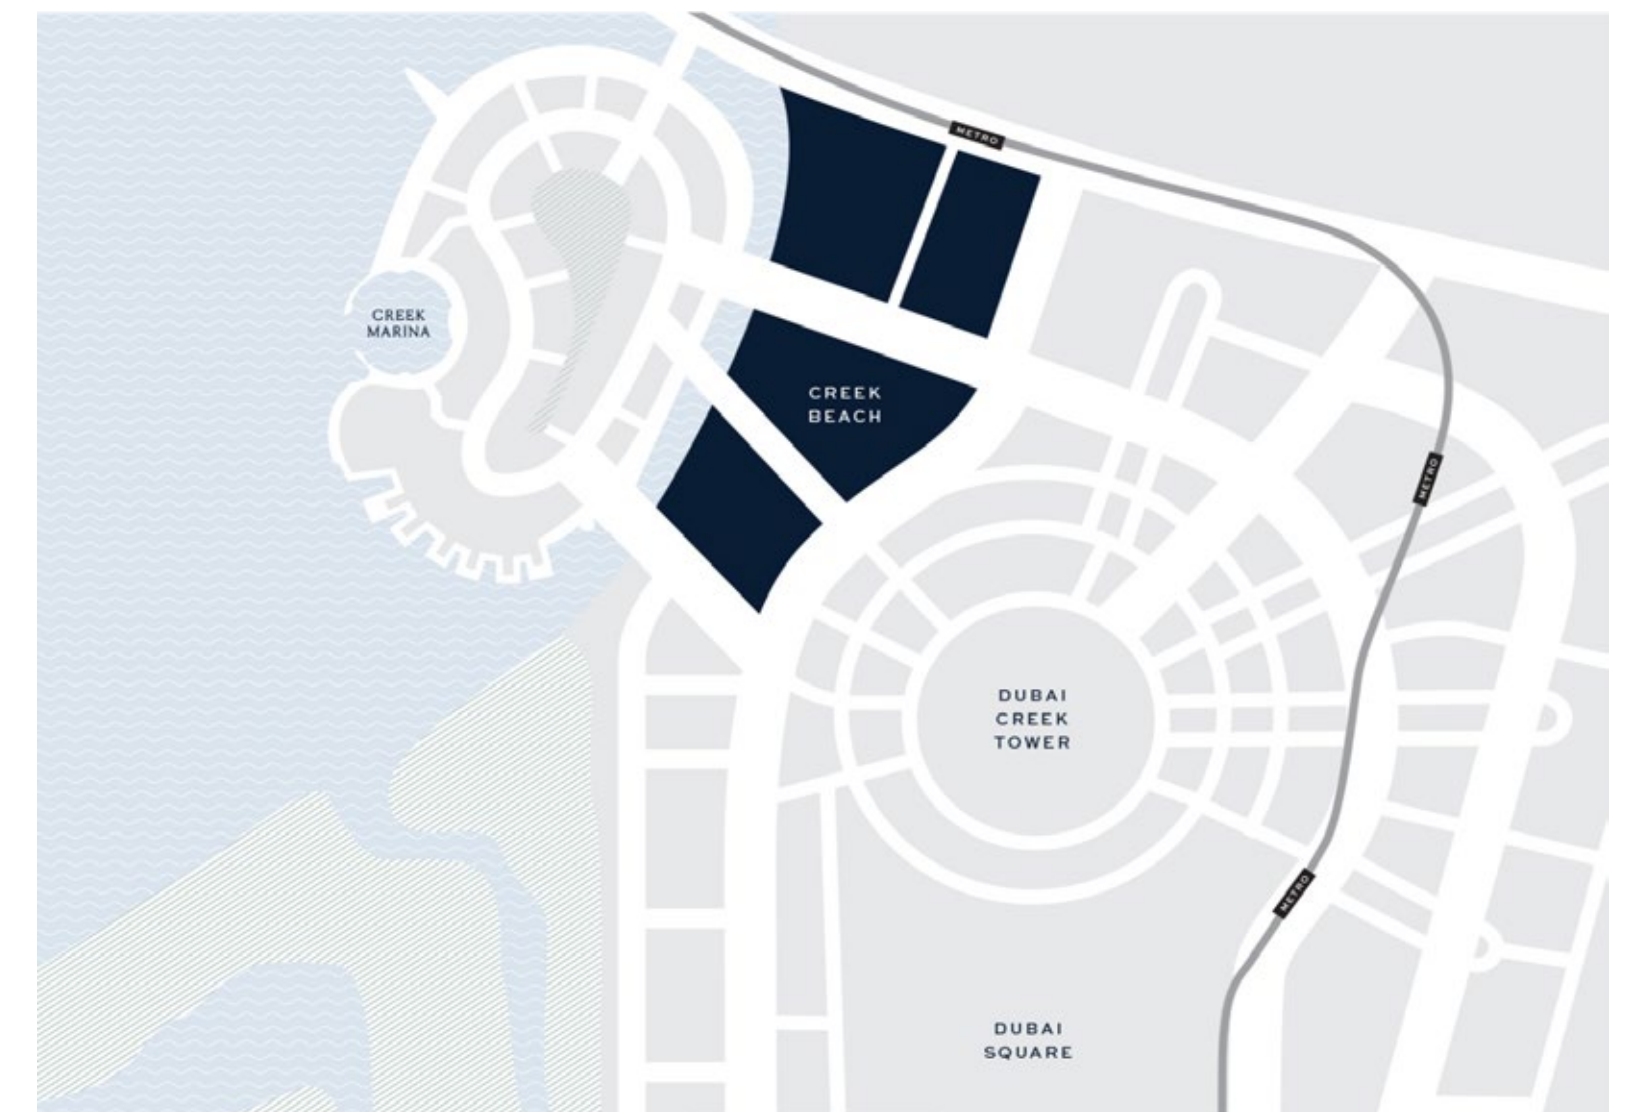 METRO
CREEK
MARINA
CREEK
BEACH
METRO
DUBAI
CREEK
TOWER
METRO
DUBAI
SQUARE